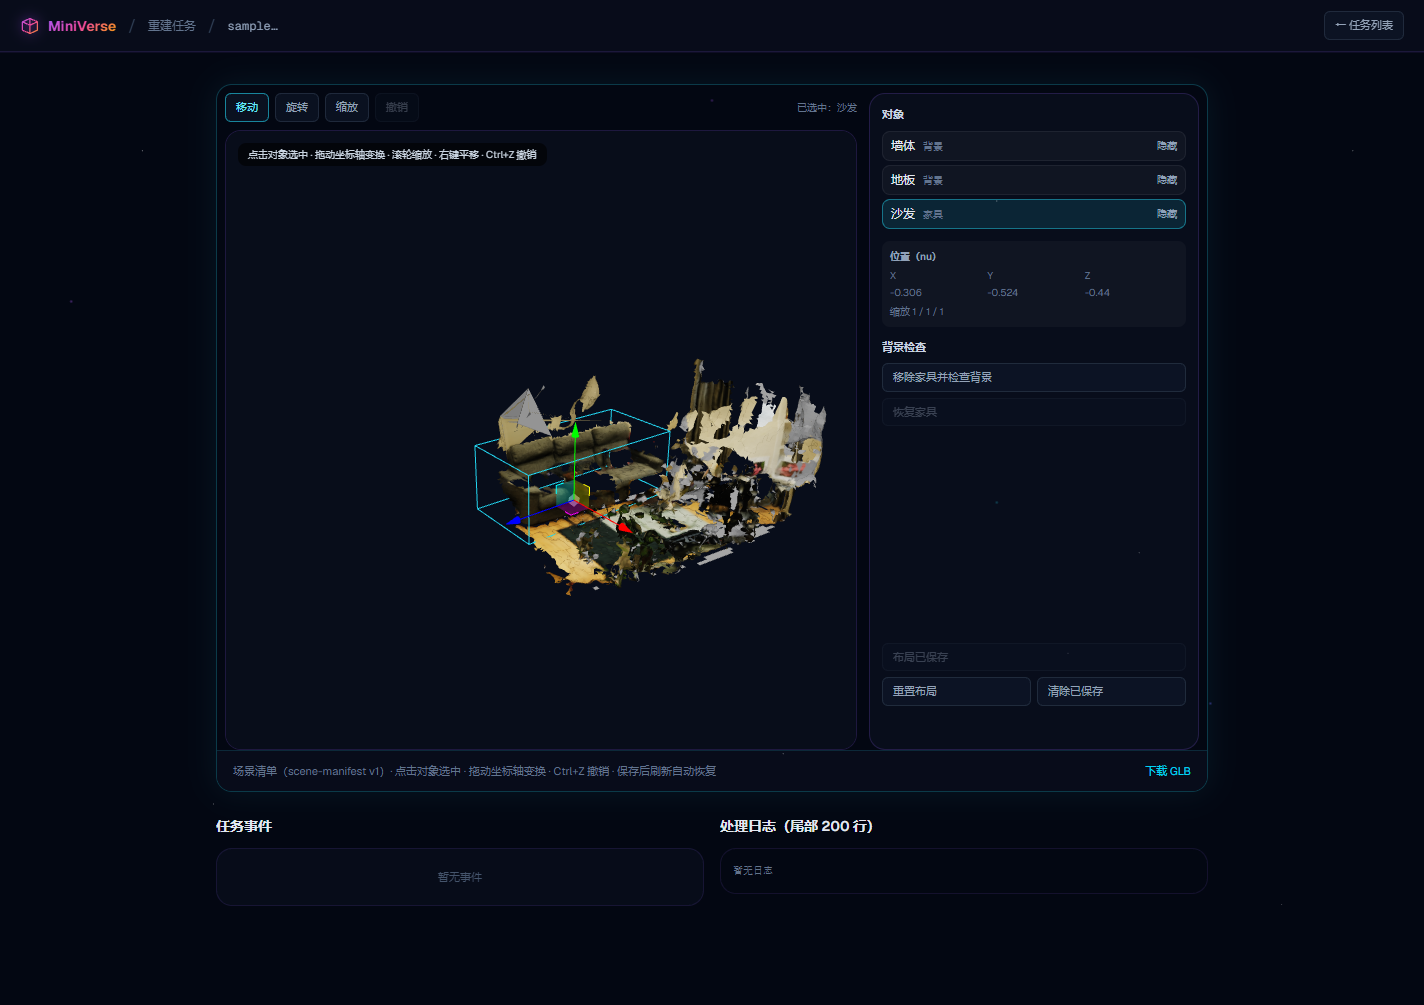 MiniVerse / 重建任务 / sample…
← 任务列表
移动 旋转 缩放 撤销
已选中：沙发
点击对象选中 · 拖动坐标轴变换 · 滚轮缩放 · 右键平移 · Ctrl+Z 撤销
对象
墙体 背景 隐藏
地板 背景 隐藏
沙发 家具 隐藏
位置（nu）
X Y Z
-0.306 -0.524 -0.44
缩放 1 / 1 / 1
背景检查
移除家具并检查背景
恢复家具
布局已保存
重置布局 清除已保存
场景清单（scene-manifest v1）· 点击对象选中 · 拖动坐标轴变换 · Ctrl+Z 撤销 · 保存后刷新自动恢复
下载 GLB
任务事件
暂无事件
处理日志（尾部 200 行）
暂无日志